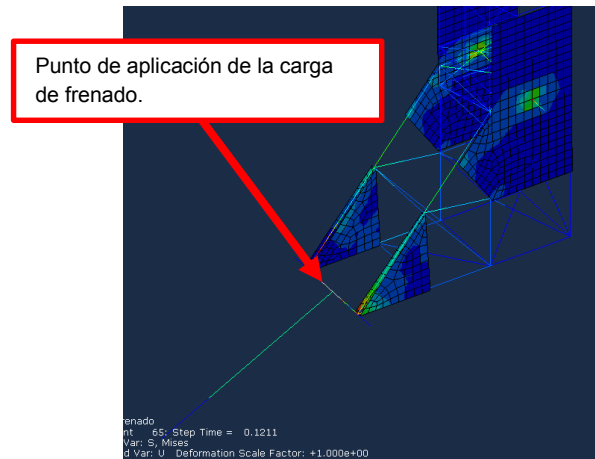 Punto de aplicación de la carga
de frenado.
enado
nt 65: Step Time = 0.1211
Var: S, Mises
d Var: U Deformation Scale Factor: +1.000e+00